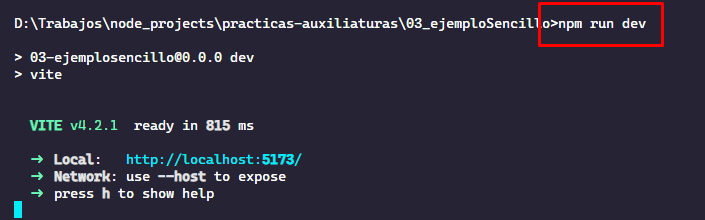 D:\Trabajos\node_projects\practicas-auxiliaturas\03_ejemploSencillo>npm run dev
> 03-ejemplosencillo@0.0.0 dev
> vite
VITE v4.2.1 ready in 815 ms
➜ Local: http://localhost:5173/
➜ Network: use --host to expose
➜ press h to show help